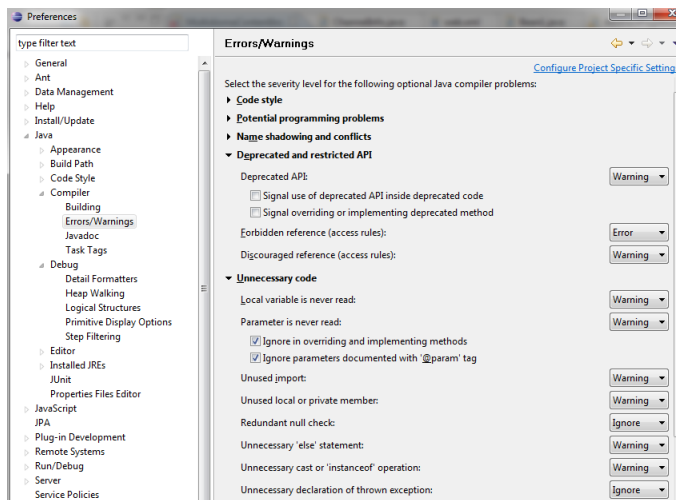 Preferences
type filter text
General
Ant
Data Management
Help
Install/Update
Java
Appearance
Build Path
Code Style
Compiler
Building
Errors/Warnings
Javadoc
Task Tags
Debug
Detail Formatters
Heap Walking
Logical Structures
Primitive Display Options
Step Filtering
Editor
Installed JREs
JUnit
Properties Files Editor
JavaScript
JPA
Plug-in Development
Remote Systems
Run/Debug
Server
Service Policies
Errors/Warnings
Configure Project Specific Setting
Select the severity level for the following optional Java compiler problems:
Code style
Potential programming problems
Name shadowing and conflicts
Deprecated and restricted API
Deprecated API: Warning
Signal use of deprecated API inside deprecated code
Signal overriding or implementing deprecated method
Forbidden reference (access rules): Error
Discouraged reference (access rules): Warning
Unnecessary code
Local variable is never read: Warning
Parameter is never read: Warning
Ignore in overriding and implementing methods
Ignore parameters documented with '@param' tag
Unused import: Warning
Unused local or private member: Warning
Redundant null check: Ignore
Unnecessary 'else' statement: Warning
Unnecessary cast or 'instanceof' operation: Warning
Unnecessary declaration of thrown exception: Ignore